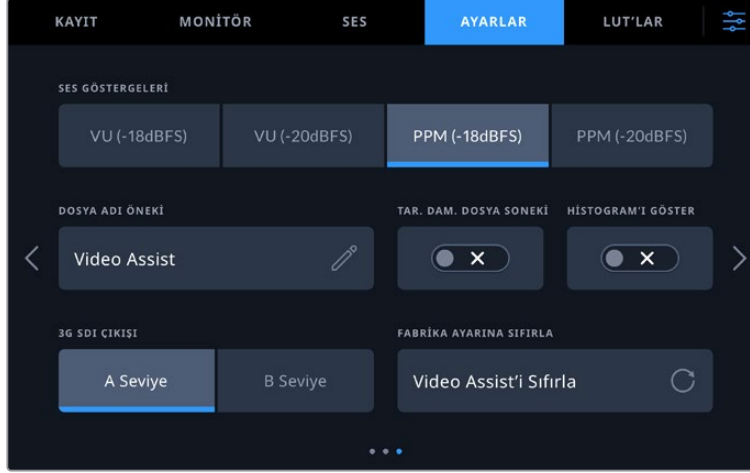 KAYIT MONİTÖR SES AYARLAR LUT'LAR
SES GÖSTERGELERİ
VU (-18dBFS) VU (-20dBFS) PPM (-18dBFS) PPM (-20dBFS)
DOSYA ADI ÖNEKİ TAR. DAM. DOSYA SONEKİ HİSTOGRAM'I GÖSTER
Video Assist
3G SDI ÇIKIŞI FABRİKA AYARINA SIFIRLA
A Seviye B Seviye Video Assist'i Sıfırla